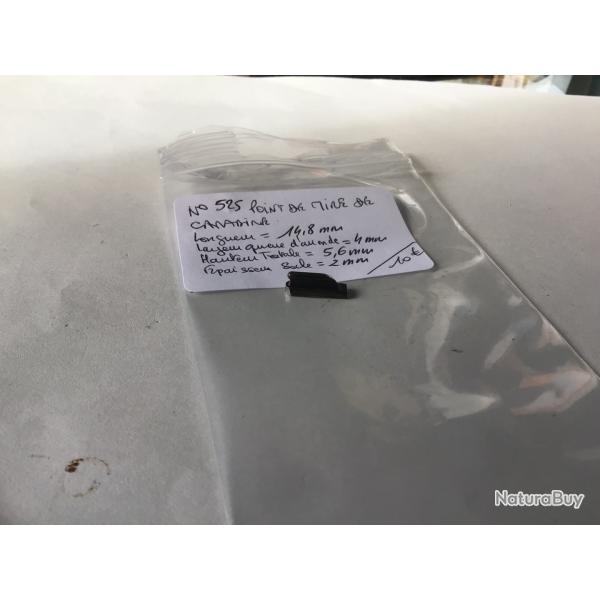 N° 525 POINT DE MIRE DE
CARABINE
Longueur = 14,8 mm
Largeur queue d'aronde = 4 mm
Hauteur Totale = 5,6 mm
Epaisseur Socle = 2 mm
10 €
NaturaBuy